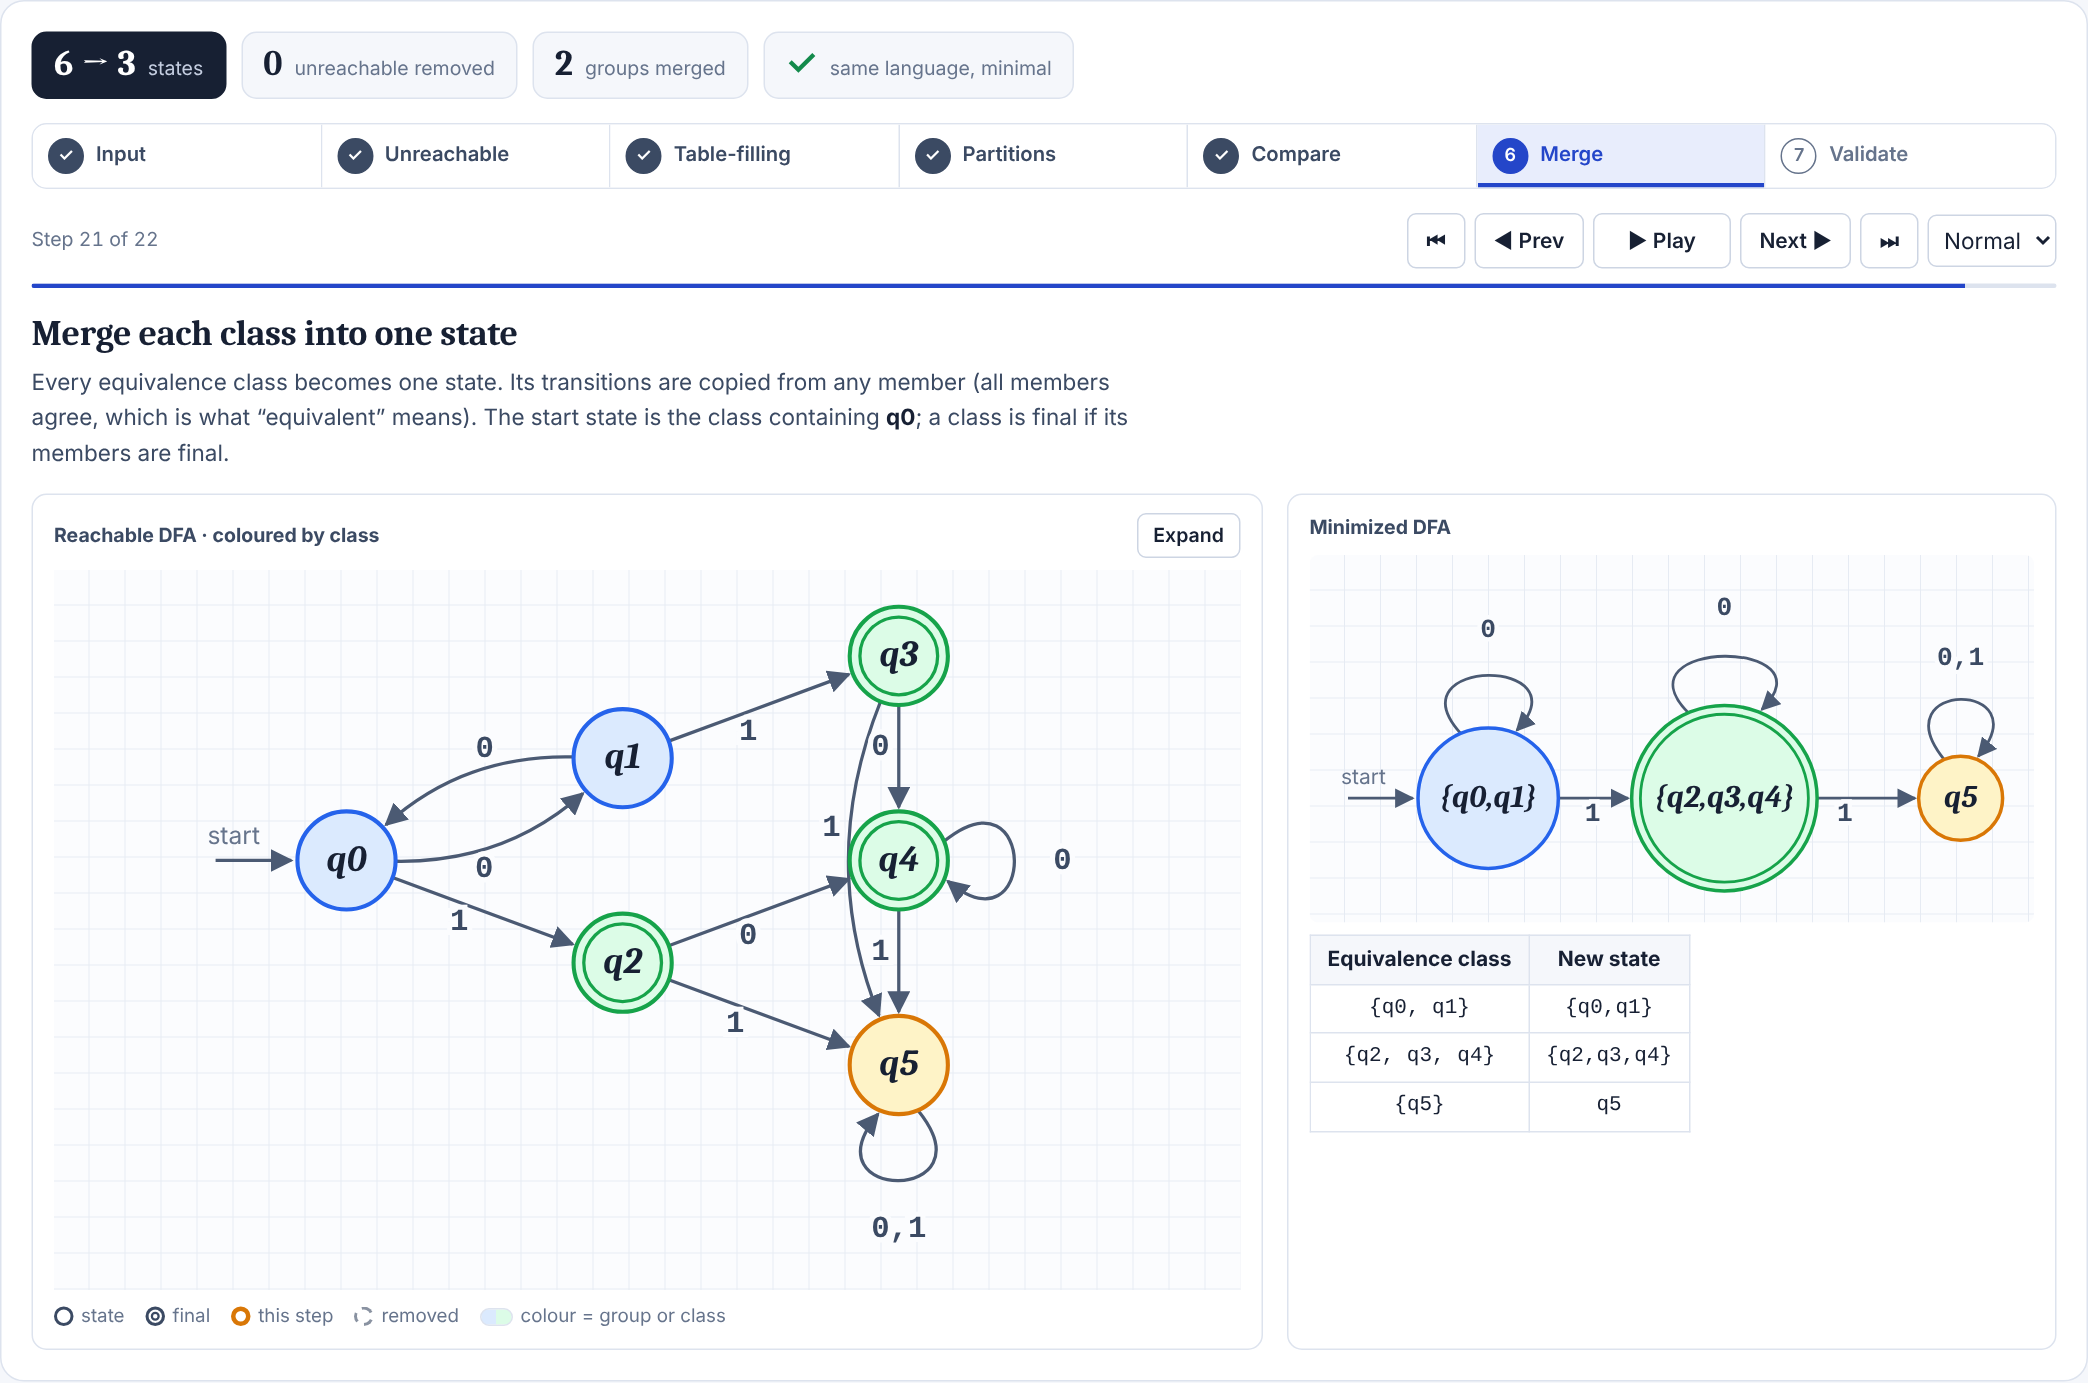 6 → 3 states
0 unreachable removed
2 groups merged
same language, minimal
Input
Unreachable
Table-filling
Partitions
Compare
6 Merge
7 Validate
Step 21 of 22
Prev
Play
Next
Normal
Merge each class into one state
Every equivalence class becomes one state. Its transitions are copied from any member (all members
agree, which is what “equivalent” means). The start state is the class containing q0; a class is final if its
members are final.
Reachable DFA · coloured by class
Expand
q3
1
0
q1
0
start
q0
0
1
1
q4
0
q2
0
1
1
q5
0,1
state
final
this step
removed
colour = group or class
Minimized DFA
0
0
0,1
start
{q0,q1}
1
{q2,q3,q4}
1
q5
Equivalence class New state
{q0, q1} {q0,q1}
{q2, q3, q4} {q2,q3,q4}
{q5} q5